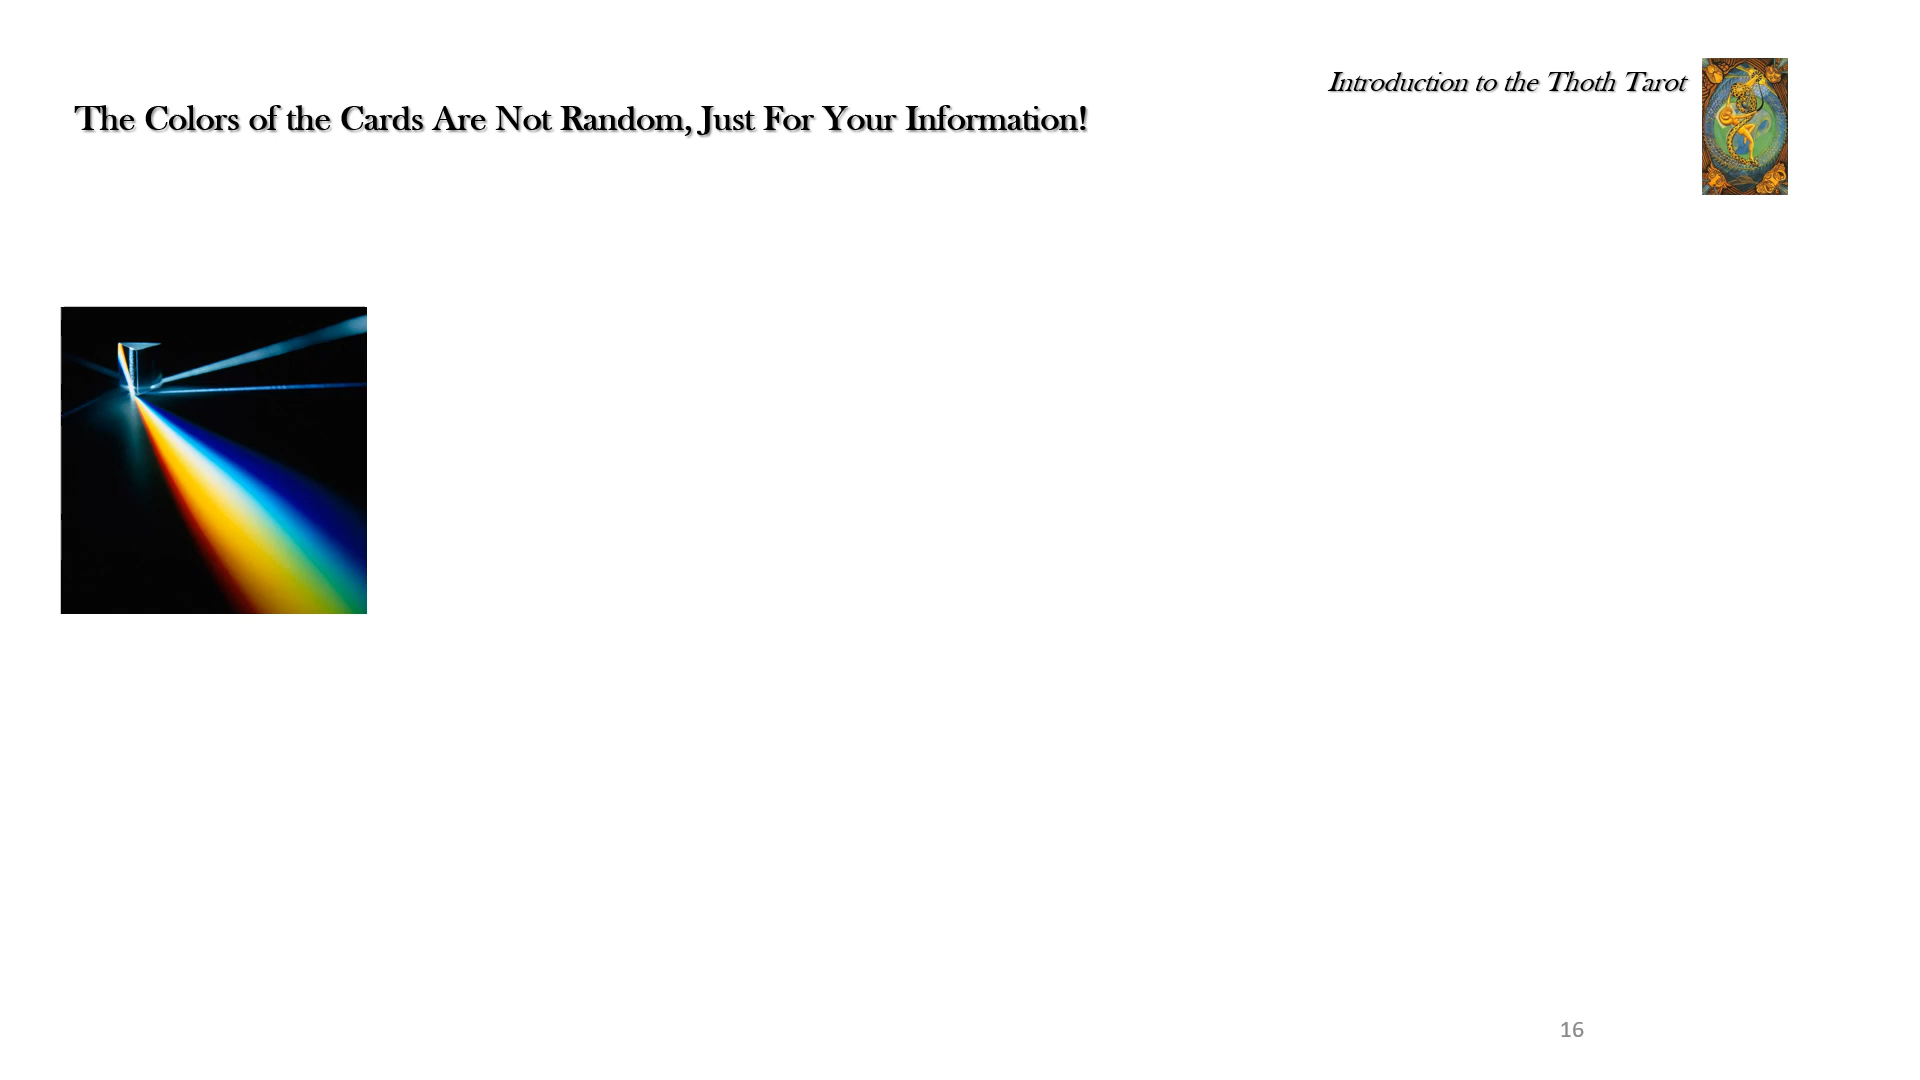 Introduction to the Thoth Tarot
The Colors of the Cards Are Not Random, Just For Your Information!
16